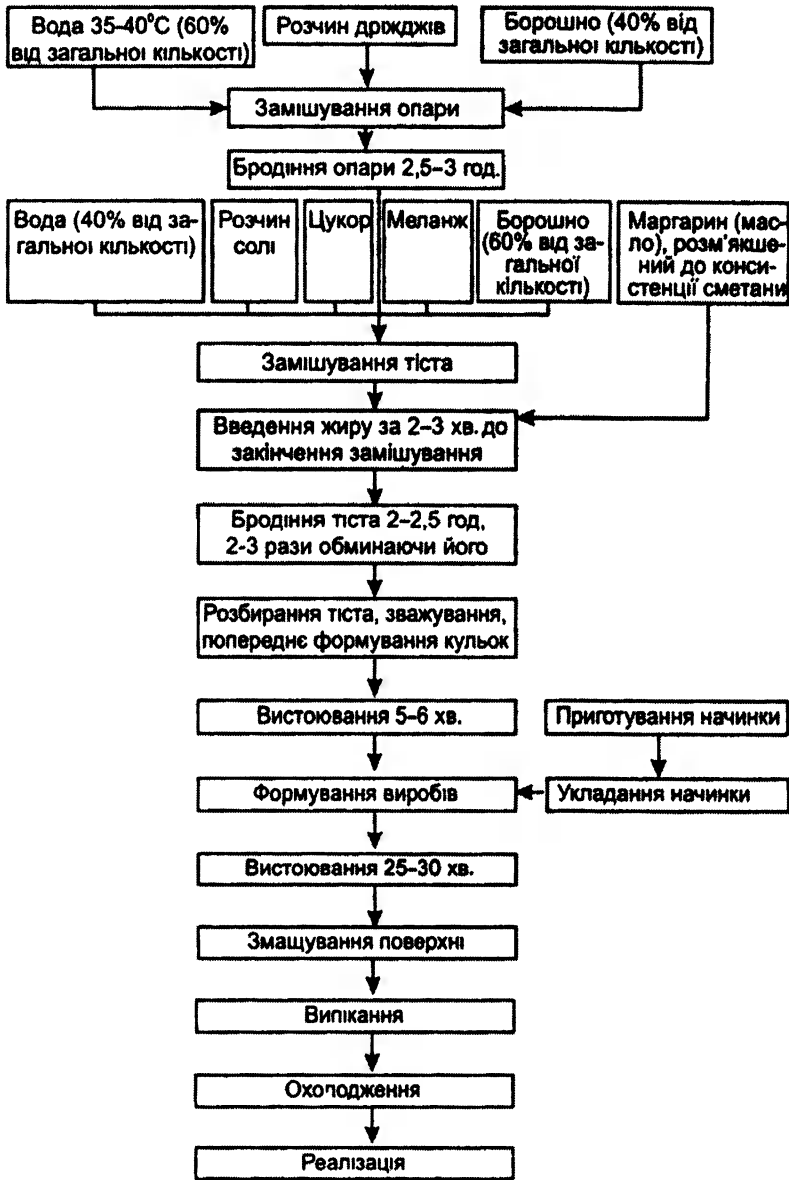 Вода 35-40°С (60%
від загальної кількості)
Розчин дріжджів
Борошно (40% від
загальної кількості)
Замішування опари
Бродіння опари 2,5–3 год.
Вода (40% від за-
гальної кількості)
Розчин
солі
Цукор
Меланж
Борошно
(60% від за-
гальної
кількості)
Маргарин (мас-
ло), розм'якше-
ний до конси-
стенції сметани
Замішування тіста
Введення жиру за 2–3 хв. до
закінчення замішування
Бродіння тіста 2–2,5 год,
2-3 рази обминаючи його
Розбирання тіста, зважування,
попереднє формування кульок
Вистоювання 5–6 хв.
Приготування начинки
Формування виробів
Укладання начинки
Вистоювання 25–30 хв.
Змащування поверхні
Випікання
Охолодження
Реалізація